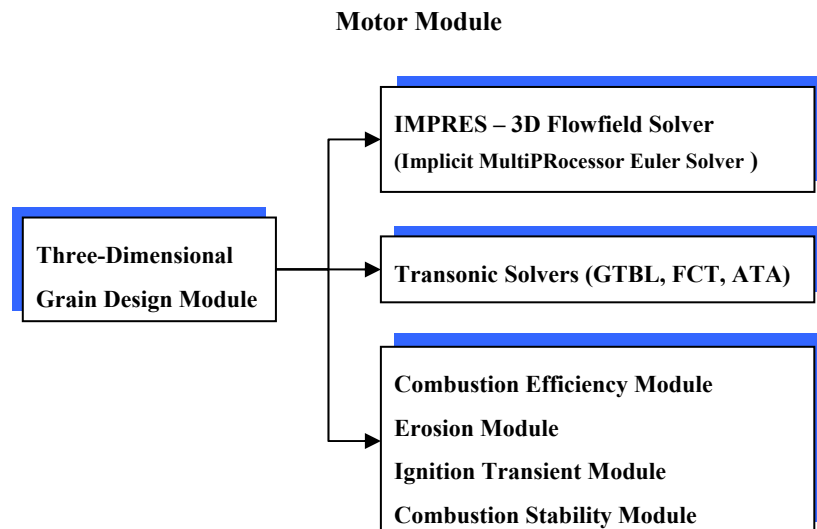 Motor Module
IMPRES – 3D Flowfield Solver
(Implicit MultiPRocessor Euler Solver )
Three-Dimensional
Grain Design Module
Transonic Solvers (GTBL, FCT, ATA)
Combustion Efficiency Module
Erosion Module
Ignition Transient Module
Combustion Stability Module